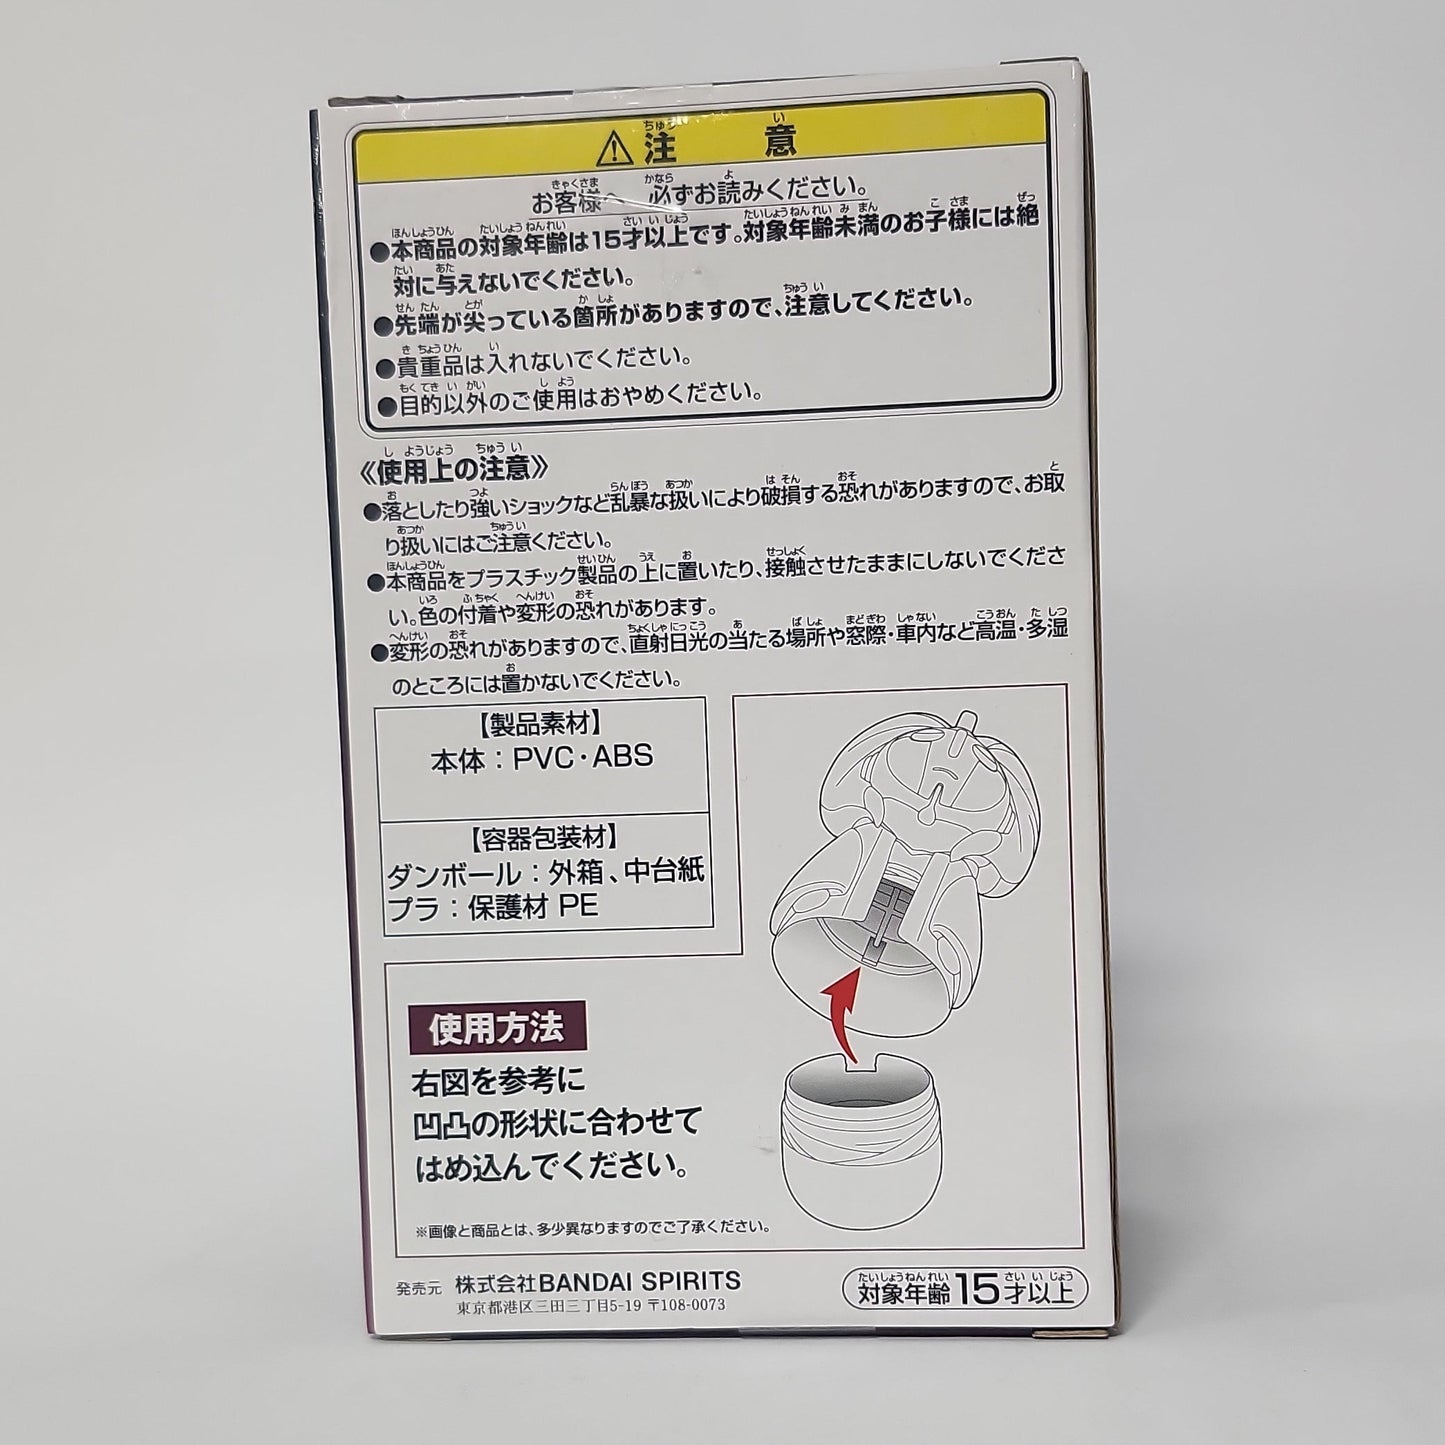 ⚠注意
お客様へ 必ずお読みください。
●本商品の対象年齢は15才以上です。対象年齢未満のお子様には絶
対に与えないでください。
●先端が尖っている箇所がありますので、注意してください。
●貴重品は入れないでください。
●目的以外のご使用はおやめください。
《使用上の注意》
●落としたり強いショックなど乱暴な扱いにより破損する恐れがありますので、お取
り扱いにはご注意ください。
●本商品をプラスチック製品の上に置いたり、接触させたままにしないでくださ
い。色の付着や変形の恐れがあります。
●変形の恐れがありますので、直射日光の当たる場所や窓際・車内など高温・多湿
のところには置かないでください。
【製品素材】
本体：PVC・ABS
【容器包装材】
ダンボール：外箱、中台紙
プラ：保護材 PE
使用方法
右図を参考に
凹凸の形状に合わせて
はめ込んでください。
※画像と商品とは、多少異なりますのでご了承ください。
発売元 株式会社BANDAI SPIRITS
東京都港区三田三丁目5-19 〒108-0073
対象年齢15才以上